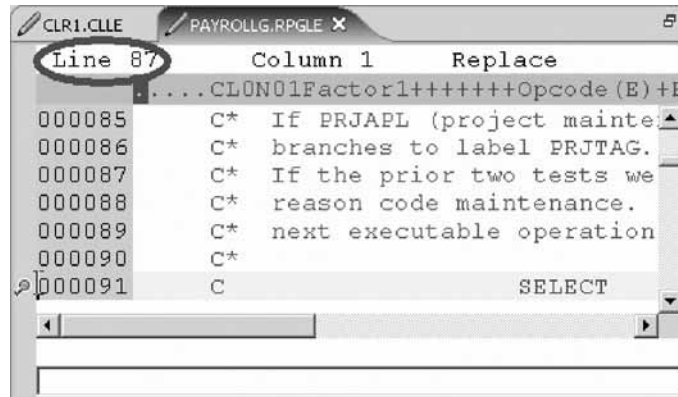 CLR1.CLLE PAYROLLG.RPGLE
Line 87 Column 1 Replace
.....CL0N01Factor1+++++++Opcode(E)+
000085 C* If PRJAPL (project mainte
000086 C* branches to label PRJTAG.
000087 C* If the prior two tests we
000088 C* reason code maintenance.
000089 C* next executable operation
000090 C*
000091 C SELECT